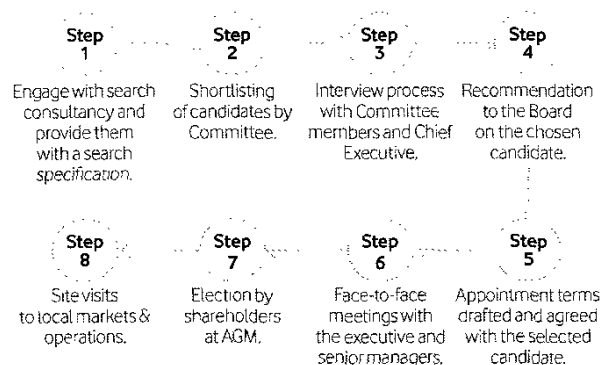 Step
1
Engage with search
consultancy and
provide them
with a search
specification.
Step
2
Shortlisting
of candidates by
Committee.
Step
3
Interview process
with Committee
members and Chief
Executive.
Step
4
Recommendation
to the Board
on the chosen
candidate.
Step
5
Appointment terms
drafted and agreed
with the selected
candidate.
Step
6
Face-to-face
meetings with
the executive and
senior managers.
Step
7
Election by
shareholders
at AGM.
Step
8
Site visits
to local markets &
operations.